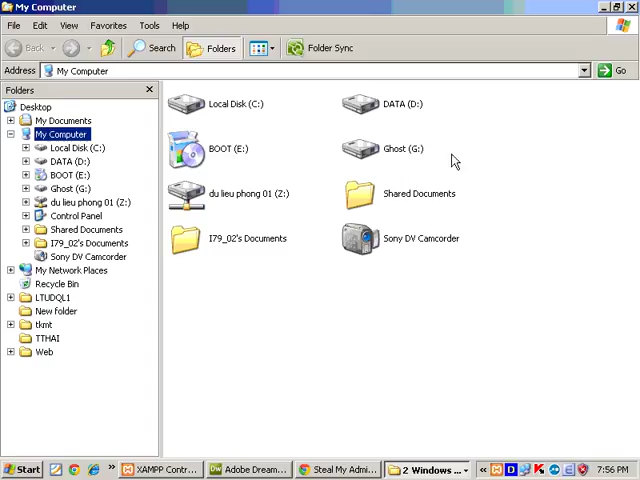 My Computer
File Edit View Favorites Tools Help
Back Search Folders Folder Sync
Address My Computer Go
Folders
Desktop
My Documents
My Computer
Local Disk (C:)
DATA (D:)
BOOT (E:)
Ghost (G:)
du lieu phong 01 (Z:)
Control Panel
Shared Documents
I79_02's Documents
Sony DV Camcorder
My Network Places
Recycle Bin
LTUDQL1
New folder
tkmt
TTHAI
Web
Local Disk (C:) DATA (D:)
BOOT (E:) Ghost (G:)
du lieu phong 01 (Z:) Shared Documents
I79_02's Documents Sony DV Camcorder
Start XAMPP Contr... Adobe Dream... Steal My Admi... 2 Windows ... 7:56 PM